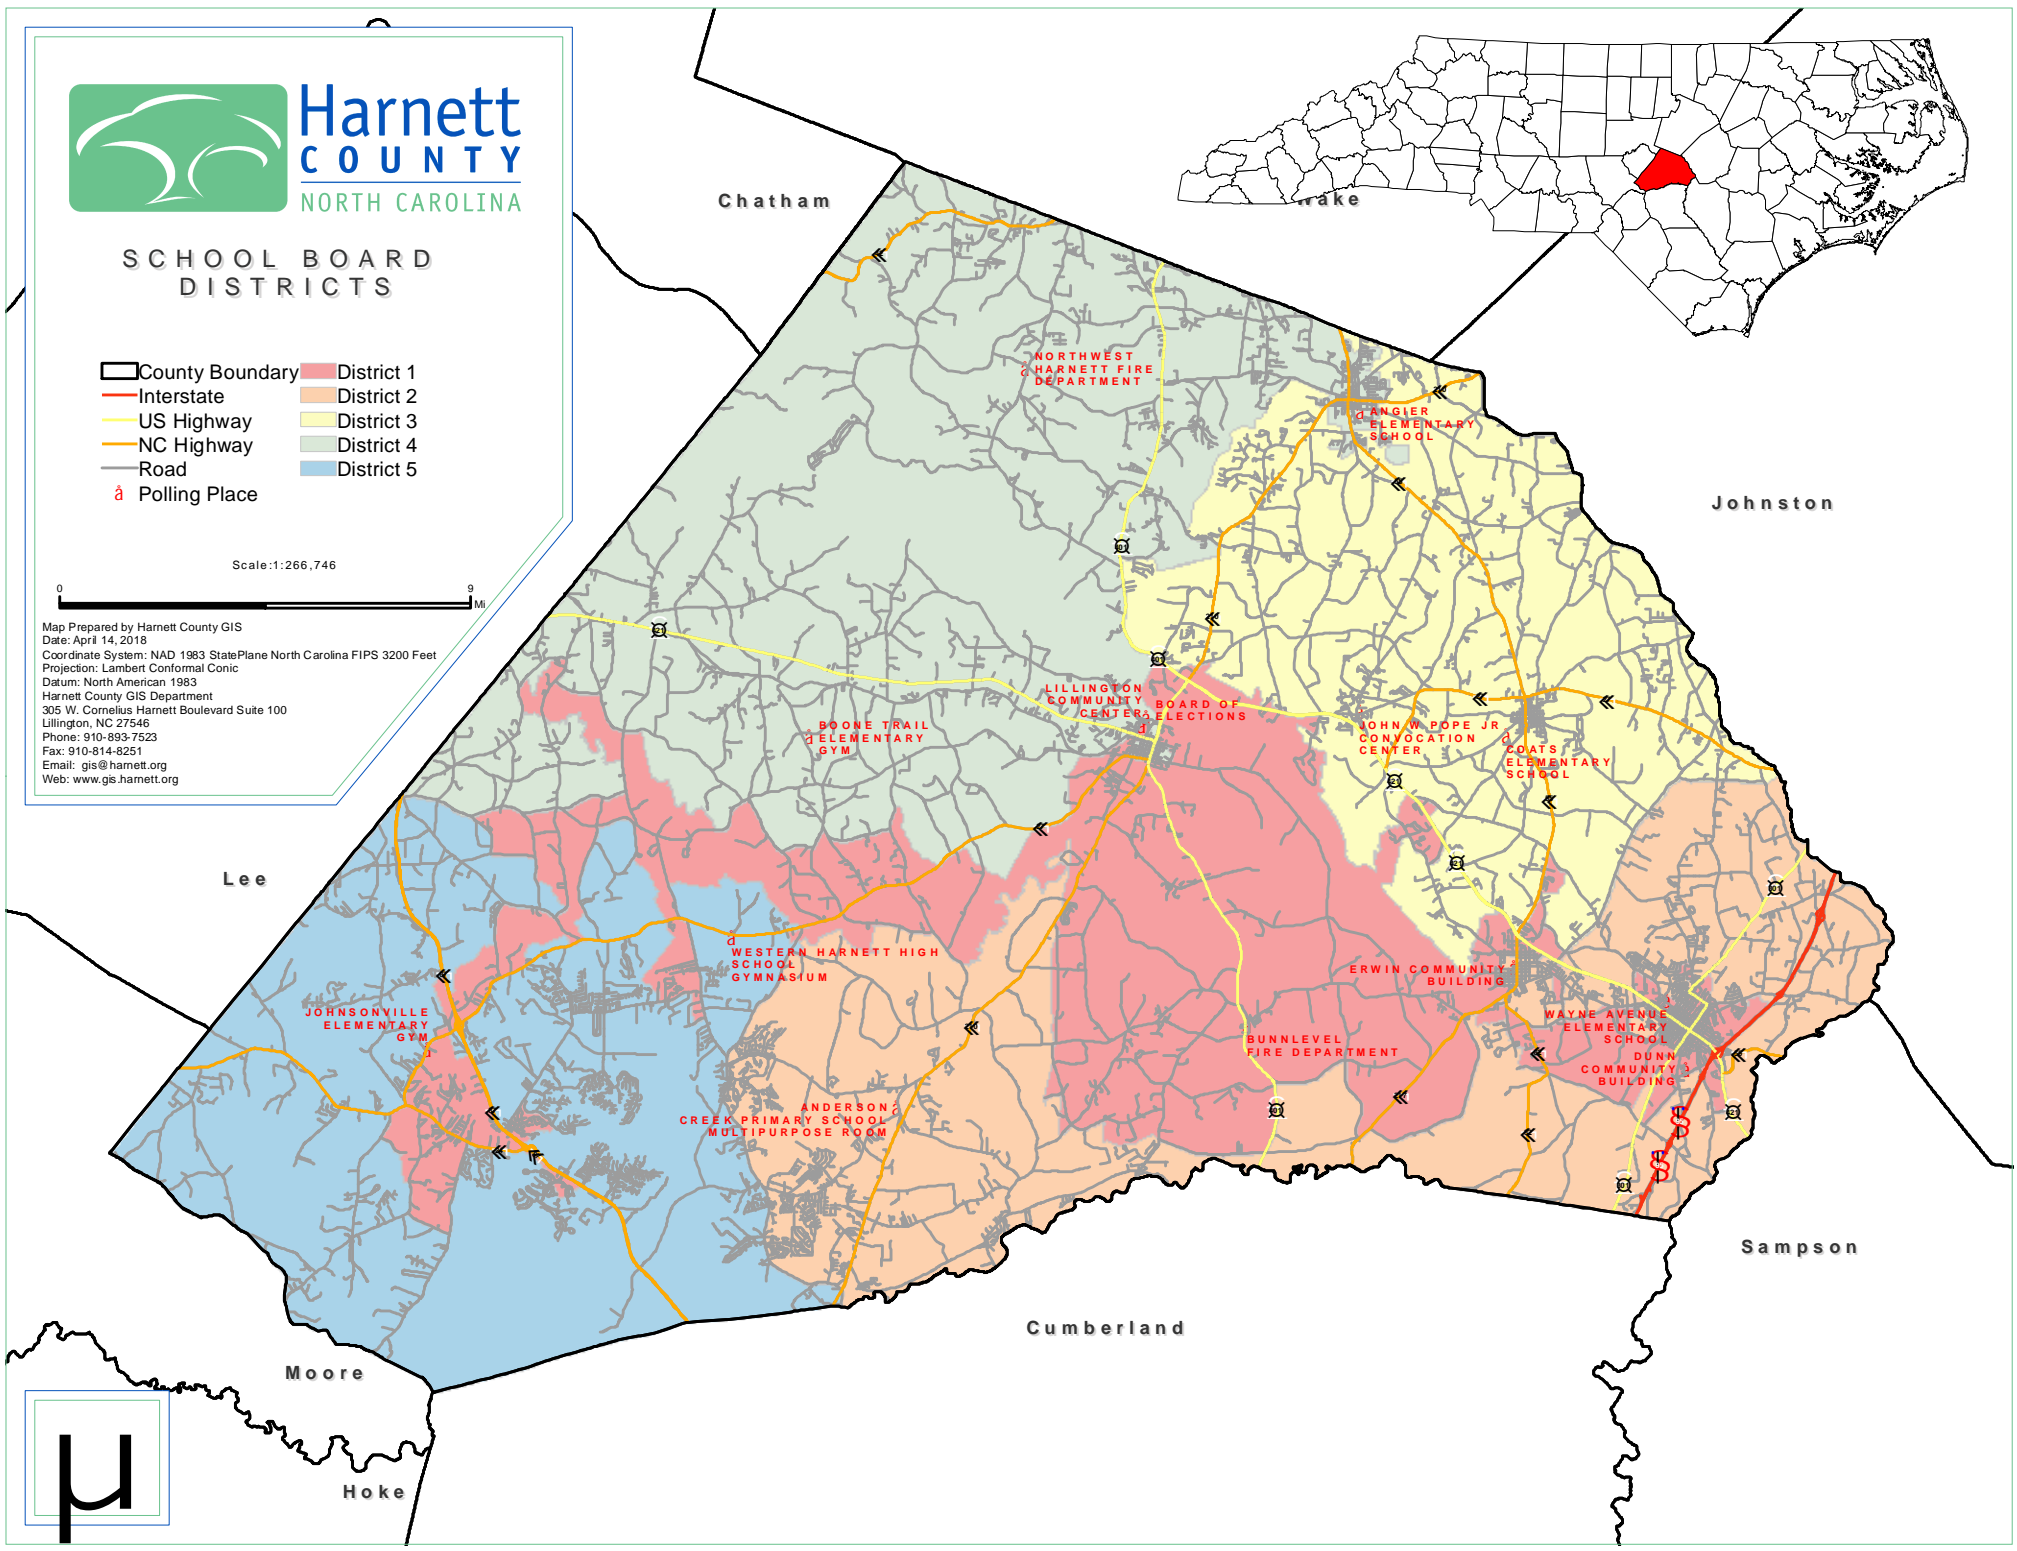 Harnett
COUNTY
NORTH CAROLINA
SCHOOL BOARD
DISTRICTS
County Boundary
Interstate
US Highway
NC Highway
Road
å Polling Place
District 1
District 2
District 3
District 4
District 5
Scale:1:266,746
0 9
Mi
Map Prepared by Harnett County GIS
Date: April 14, 2018
Coordinate System: NAD 1983 StatePlane North Carolina FIPS 3200 Feet
Projection: Lambert Conformal Conic
Datum: North American 1983
Harnett County GIS Department
305 W. Cornelius Harnett Boulevard Suite 100
Lillington, NC 27546
Phone: 910-893-7523
Fax: 910-814-8251
Email: gis@harnett.org
Web: www.gis.harnett.org
Chatham
Wake
Johnston
Lee
Sampson
Cumberland
Moore
Hoke
NORTHWEST
HARNETT FIRE
DEPARTMENT
ANGIER
ELEMENTARY
SCHOOL
LILLINGTON
COMMUNITY
CENTER
BOARD OF
ELECTIONS
BOONE TRAIL
ELEMENTARY
GYM
JOHN W POPE JR
CONVOCATION
CENTER
COATS
ELEMENTARY
SCHOOL
WESTERN HARNETT HIGH
SCHOOL
GYMNASIUM
ERWIN COMMUNITY
BUILDING
JOHNSONVILLE
ELEMENTARY
GYM
WAYNE AVENUE
ELEMENTARY
SCHOOL
DUNN
COMMUNITY
BUILDING
BUNNLEVEL
FIRE DEPARTMENT
ANDERSON
CREEK PRIMARY SCHOOL
MULTIPURPOSE ROOM
µ